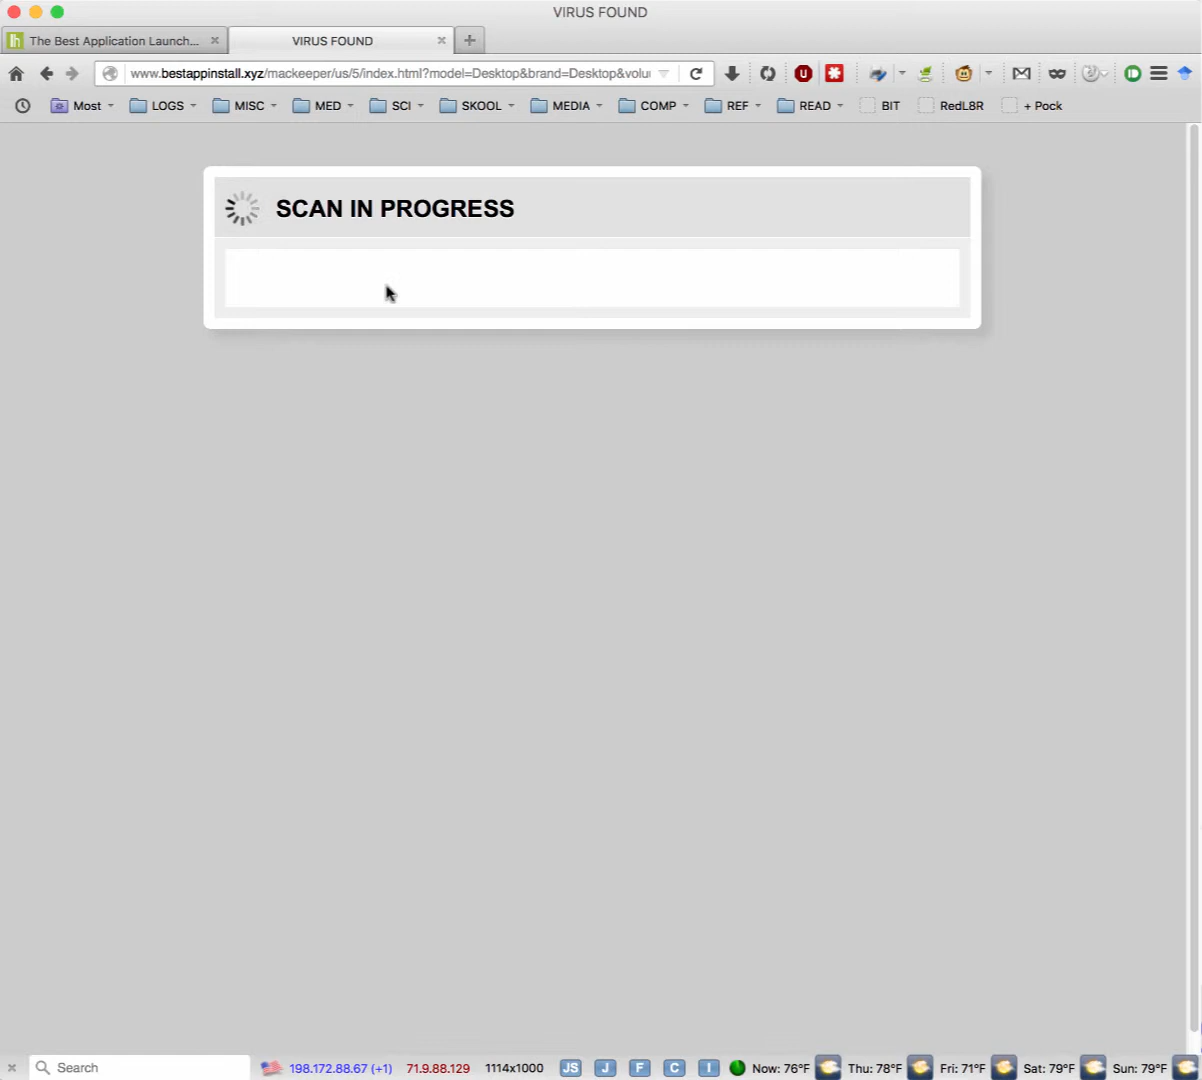 VIRUS FOUND
The Best Application Launch...
VIRUS FOUND
www.bestappinstall.xyz/mackeeper/us/5/index.html?model=Desktop&brand=Desktop&volu
Most LOGS MISC MED SCI SKOOL MEDIA COMP REF READ BIT RedL8R + Pock
SCAN IN PROGRESS
Search 198.172.88.67 (+1) 71.9.88.129 1114x1000 JS J F C I Now: 76°F Thu: 78°F Fri: 71°F Sat: 79°F Sun: 79°F